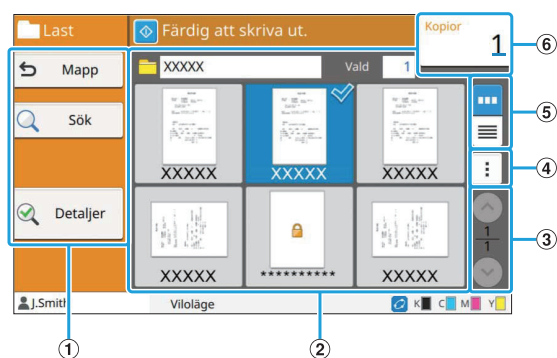 Last
Färdig att skriva ut.
Kopior
1
⑥
Mapp
XXXXX
Vald
1
Sök
⑤
XXXXX
XXXXX
XXXXX
④
Detaljer
1
1
③
XXXXX
**********
XXXXX
J.Smith
Viloläge
K C M Y
①
②